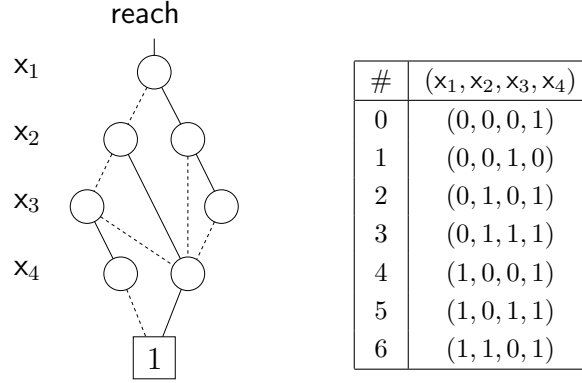 reach
x₁
x₂
x₃
x₄
1
# (x₁, x₂, x₃, x₄)
0 (0, 0, 0, 1)
1 (0, 0, 1, 0)
2 (0, 1, 0, 1)
3 (0, 1, 1, 1)
4 (1, 0, 0, 1)
5 (1, 0, 1, 1)
6 (1, 1, 0, 1)